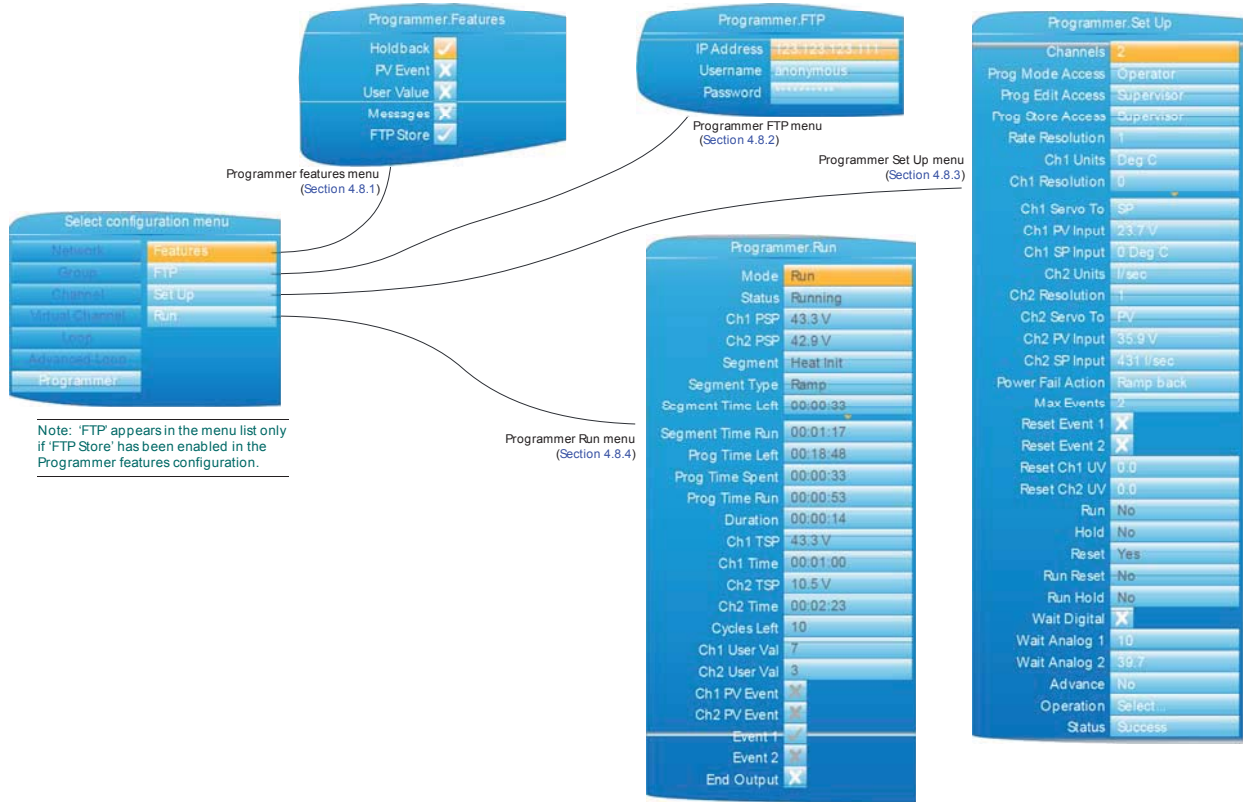 Programmer.Features
Holdback
PV Event
User Value
Messages
FTP Store
Programmer features menu
(Section 4.8.1)
Programmer.FTP
IP Address 123.123.123.111
Username anonymous
Password **********
Programmer FTP menu
(Section 4.8.2)
Programmer Set Up menu
(Section 4.8.3)
Select configuration menu
Network Features
Group FTP
Channel Set Up
Virtual Channel Run
Loop
Advanced Loop
Programmer
Note: 'FTP' appears in the menu list only
if 'FTP Store' has been enabled in the
Programmer features configuration.
Programmer Run menu
(Section 4.8.4)
Programmer.Run
Mode Run
Status Running
Ch1 PSP 43.3 V
Ch2 PSP 42.9 V
Segment Heat Init
Segment Type Ramp
Segment Time Left 00:00:33
Segment Time Run 00:01:17
Prog Time Left 00:18:48
Prog Time Spent 00:00:33
Prog Time Run 00:00:53
Duration 00:00:14
Ch1 TSP 43.3 V
Ch1 Time 00:01:00
Ch2 TSP 10.5 V
Ch2 Time 00:02:23
Cycles Left 10
Ch1 User Val 7
Ch2 User Val 3
Ch1 PV Event
Ch2 PV Event
Event 1
Event 2
End Output
Programmer.Set Up
Channels 2
Prog Mode Access Operator
Prog Edit Access Supervisor
Prog Store Access Supervisor
Rate Resolution 1
Ch1 Units Deg C
Ch1 Resolution 0
Ch1 Servo To SP
Ch1 PV Input 23.7 V
Ch1 SP Input 0 Deg C
Ch2 Units l/sec
Ch2 Resolution 1
Ch2 Servo To PV
Ch2 PV Input 35.9 V
Ch2 SP Input 431 l/sec
Power Fail Action Ramp back
Max Events 2
Reset Event 1
Reset Event 2
Reset Ch1 UV 0.0
Reset Ch2 UV 0.0
Run No
Hold No
Reset Yes
Run Reset No
Run Hold No
Wait Digital
Wait Analog 1 10
Wait Analog 2 39.7
Advance No
Operation Select...
Status Success